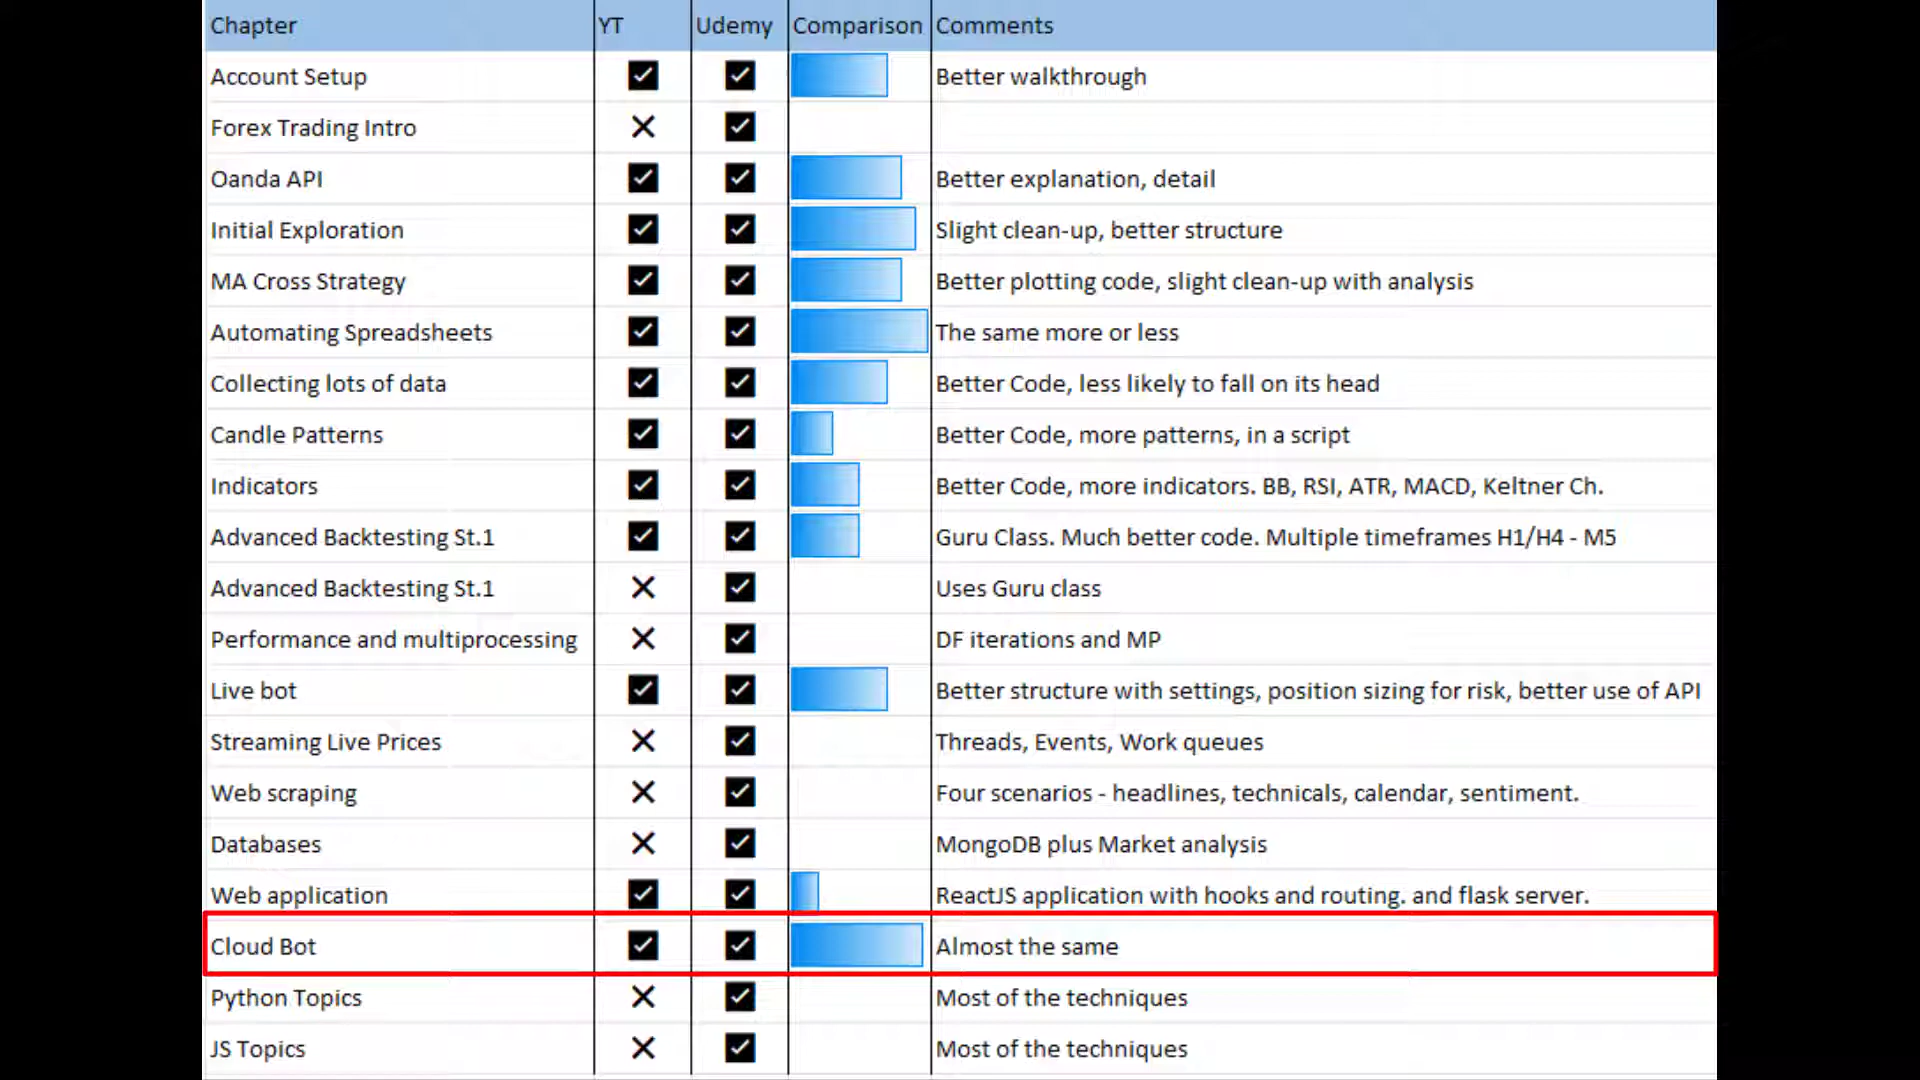 Chapter YT Udemy Comparison Comments
Account Setup Better walkthrough
Forex Trading Intro
Oanda API Better explanation, detail
Initial Exploration Slight clean-up, better structure
MA Cross Strategy Better plotting code, slight clean-up with analysis
Automating Spreadsheets The same more or less
Collecting lots of data Better Code, less likely to fall on its head
Candle Patterns Better Code, more patterns, in a script
Indicators Better Code, more indicators. BB, RSI, ATR, MACD, Keltner Ch.
Advanced Backtesting St.1 Guru Class. Much better code. Multiple timeframes H1/H4 - M5
Advanced Backtesting St.1 Uses Guru class
Performance and multiprocessing DF iterations and MP
Live bot Better structure with settings, position sizing for risk, better use of API
Streaming Live Prices Threads, Events, Work queues
Web scraping Four scenarios - headlines, technicals, calendar, sentiment.
Databases MongoDB plus Market analysis
Web application ReactJS application with hooks and routing. and flask server.
Cloud Bot Almost the same
Python Topics Most of the techniques
JS Topics Most of the techniques